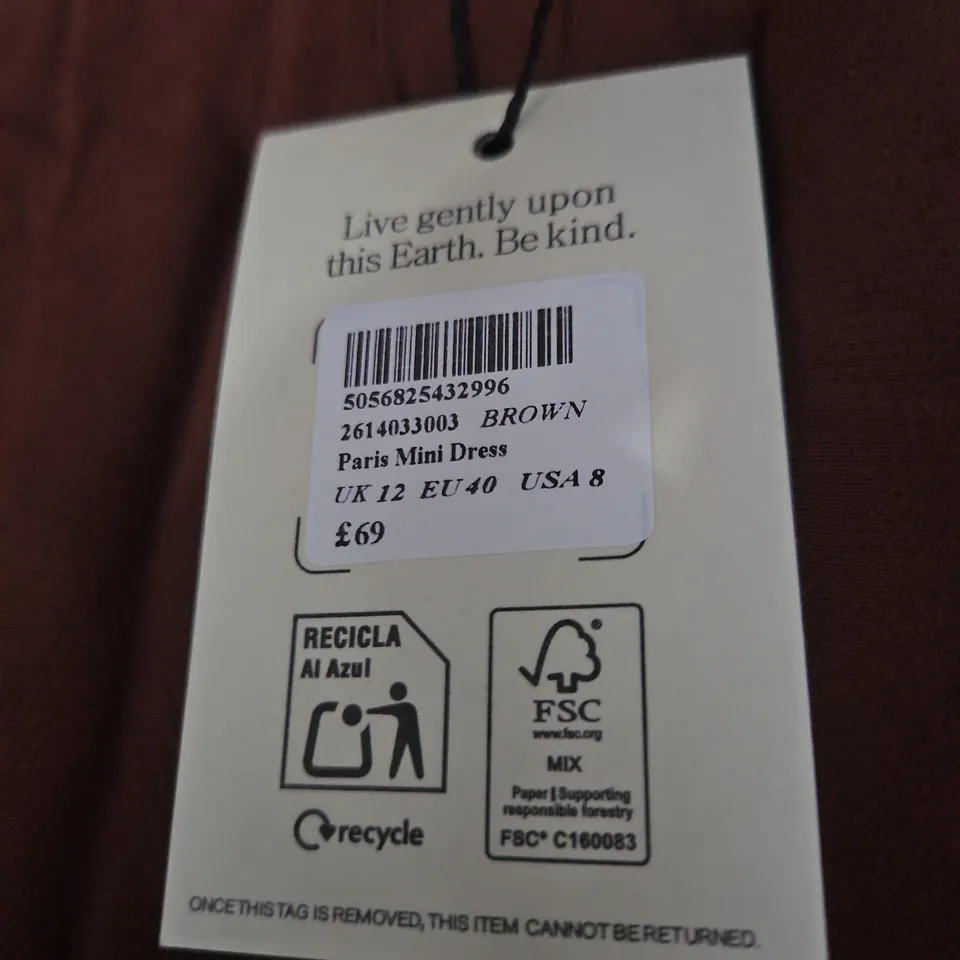 Live gently upon
this Earth. Be kind.
5056825432996
2614033003 BROWN
Paris Mini Dress
UK 12 EU 40 USA 8
£69
RECICLA
Al Azul
recycle
FSC
www.fsc.org
MIX
Paper | Supporting
responsible forestry
FSC® C160083
ONCE THIS TAG IS REMOVED, THIS ITEM CANNOT BE RETURNED.